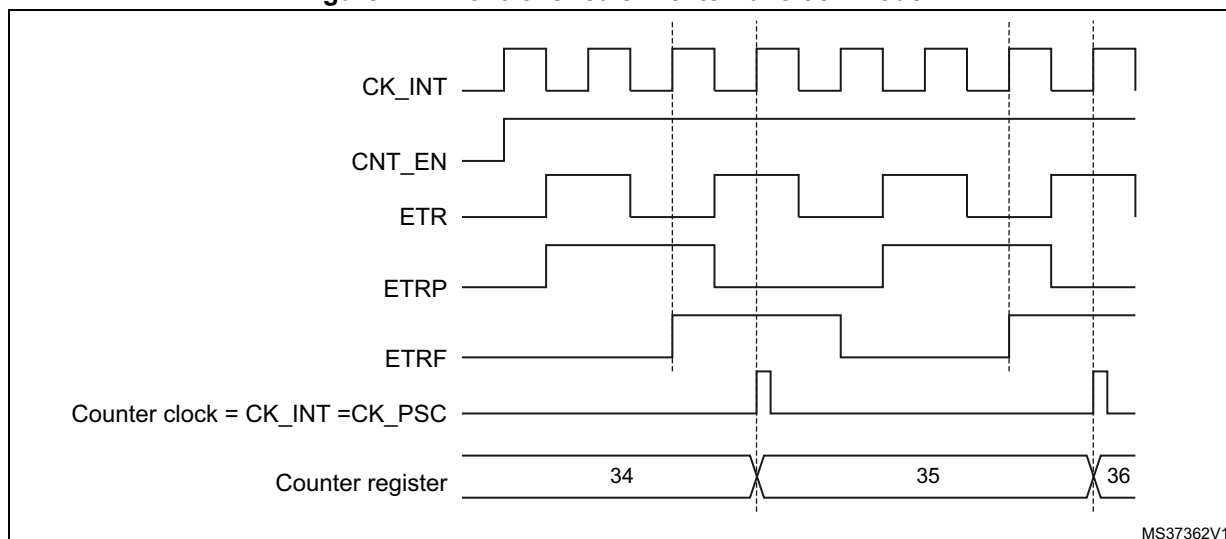 CK_INT
CNT_EN
ETR
ETRP
ETRF
Counter clock = CK_INT =CK_PSC
Counter register
34
35
36
MS37362V1